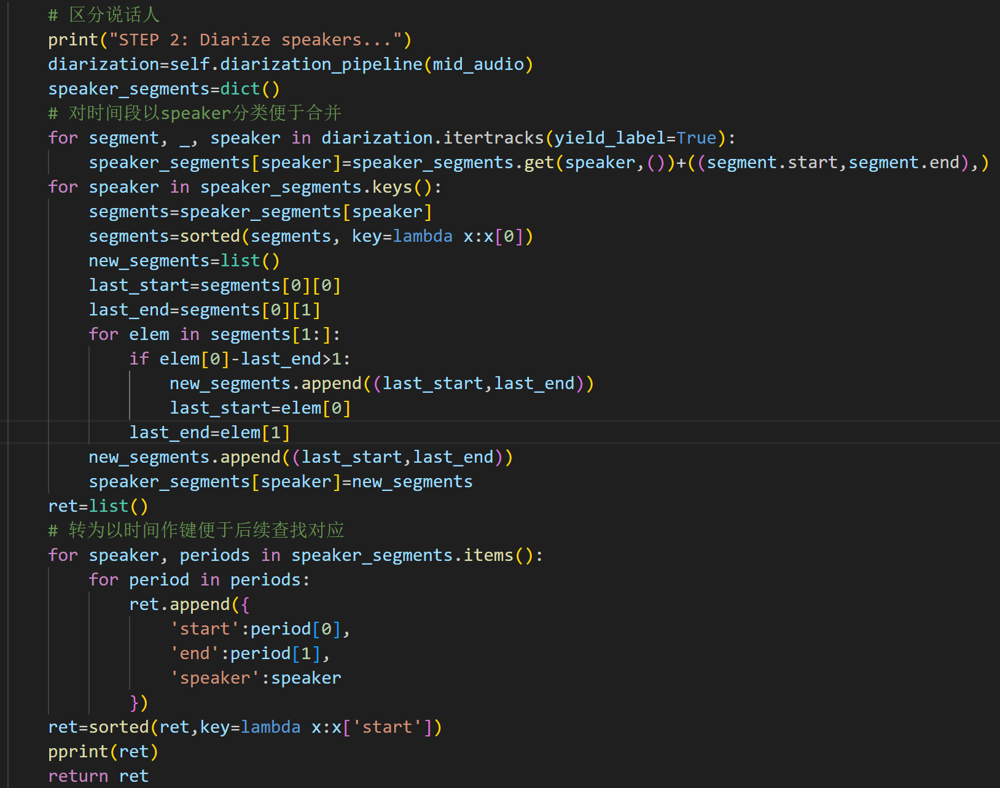 # 区分说话人
print("STEP 2: Diarize speakers...")
diarization=self.diarization_pipeline(mid_audio)
speaker_segments=dict()
# 对时间段以speaker分类便于合并
for segment, _, speaker in diarization.itertracks(yield_label=True):
    speaker_segments[speaker]=speaker_segments.get(speaker,())+((segment.start,segment.end),)
for speaker in speaker_segments.keys():
    segments=speaker_segments[speaker]
    segments=sorted(segments, key=lambda x:x[0])
    new_segments=list()
    last_start=segments[0][0]
    last_end=segments[0][1]
    for elem in segments[1:]:
        if elem[0]-last_end>1:
            new_segments.append((last_start,last_end))
            last_start=elem[0]
        last_end=elem[1]
    new_segments.append((last_start,last_end))
    speaker_segments[speaker]=new_segments
ret=list()
# 转为以时间作键便于后续查找对应
for speaker, periods in speaker_segments.items():
    for period in periods:
        ret.append({
            'start':period[0],
            'end':period[1],
            'speaker':speaker
        })
ret=sorted(ret,key=lambda x:x['start'])
pprint(ret)
return ret